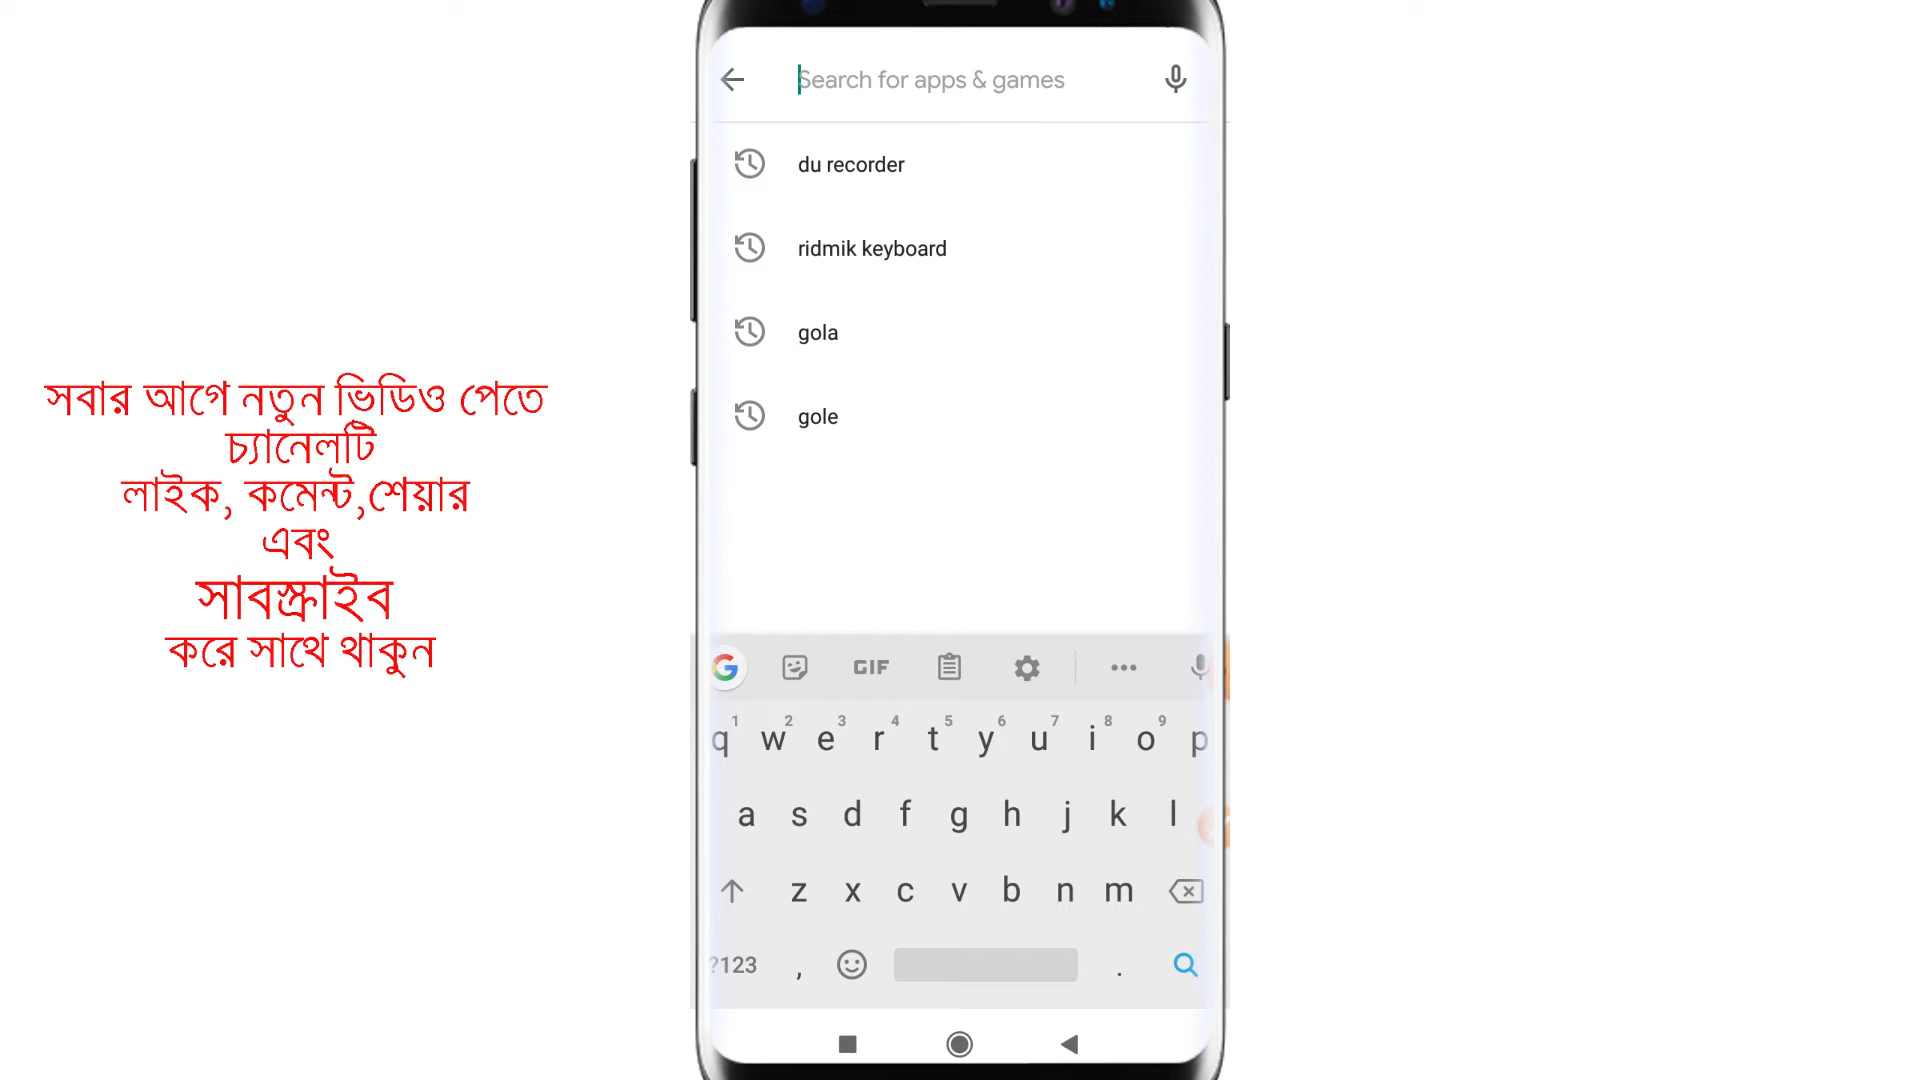 Search for apps & games
du recorder
ridmik keyboard
gola
gole
সবার আগে নতুন ভিডিও পেতে
চ্যানেলটি
লাইক, কমেন্ট,শেয়ার
এবং
সাবস্ক্রাইব
করে সাথে থাকুন
G GIF
1 2 3 4 5 6 7 8 9
q w e r t y u i o p
a s d f g h j k l
z x c v b n m
?123 , .